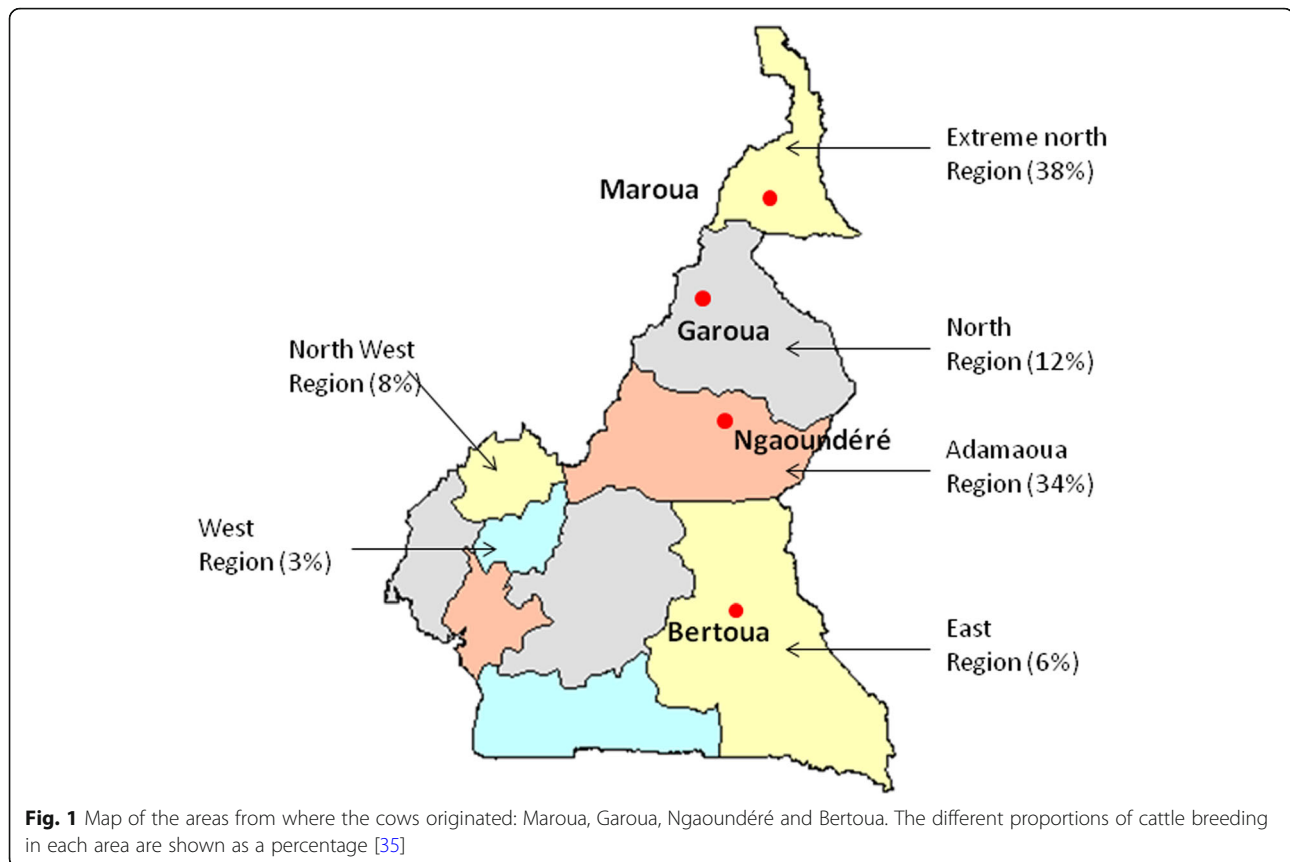 Extreme north
Region (38%)
Maroua
Garoua
North
Region (12%)
North West
Region (8%)
Ngaoundéré
Adamaoua
Region (34%)
West
Region (3%)
Bertoua
East
Region (6%)
Fig. 1 Map of the areas from where the cows originated: Maroua, Garoua, Ngaoundéré and Bertoua. The different proportions of cattle breeding
in each area are shown as a percentage [35]